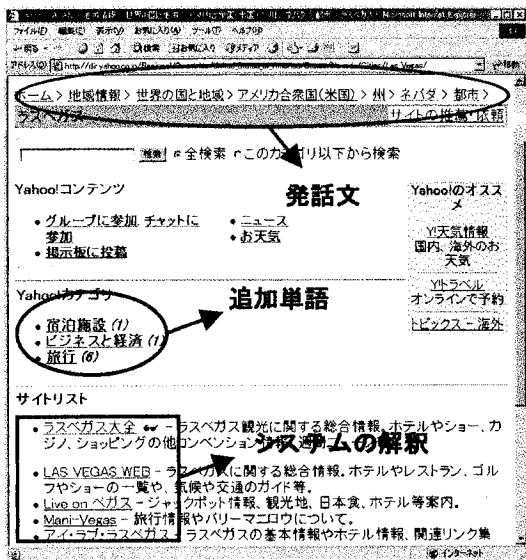 ファイル(F) 編集(E) 表示(V) お気に入り(A) ツール(T) ヘルプ(H)
検索 お気に入り
ホーム > 地域情報 > 世界の国と地域 > アメリカ合衆国(米国) > 州 > ネバダ > 都市 >
ラスベガス サイトの推薦・依頼
検索 全検索 このカテゴリ以下から検索
発話文
Yahoo!コンテンツ
・グループに参加 チャットに参加
・掲示板に投稿
・ニュース
・お天気
Yahoo!のオススメ
Y!天気情報
国内、海外のお
天気
Y!トラベル
オンラインで予約
トピックス - 海外
Yahoo!カテゴリ
追加単語
・宿泊施設 (1)
・ビジネスと経済 (1)
・旅行 (6)
サイトリスト
システムの解釈
・ラスベガス大全 - ラスベガス観光に関する総合情報。ホテルやショー、カ
ジノ、ショッピングの他コンベンション情報、週間
・LAS VEGAS WEB - ラスベガスに関する総合情報。ホテルやレストラン、ゴル
フやショーの一覧や、気候や交通のガイド等。
・Live on ベガス - ジャックポット情報、観光地、日本食、ホテル等案内。
・Mani-Vegas - 旅行情報やバリーマニロウについて。
・アイ・ラブ・ラスベガス - ラスベガスの基本情報やホテル情報、関連リンク集
インターネット